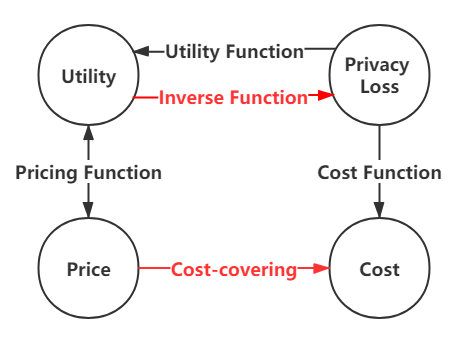 Utility Function
Utility
Privacy
Loss
Inverse Function
Pricing Function
Cost Function
Price
Cost-covering
Cost